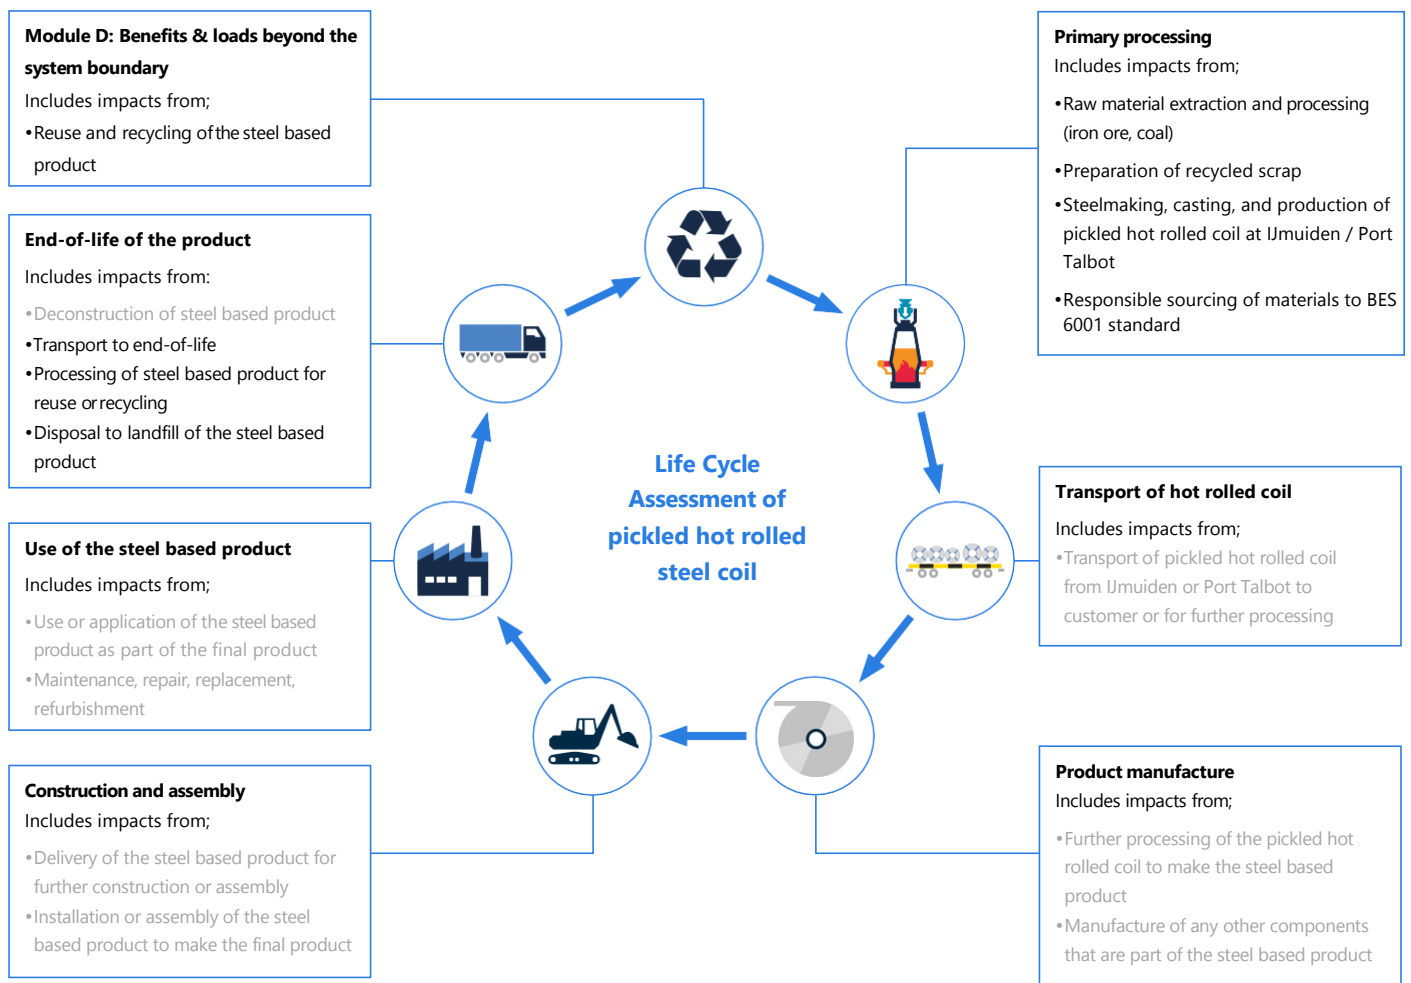 Module D: Benefits & loads beyond the
system boundary
Includes impacts from;
•Reuse and recycling of the steel based
product
End-of-life of the product
Includes impacts from:
•Deconstruction of steel based product
•Transport to end-of-life
•Processing of steel based product for
reuse or recycling
•Disposal to landfill of the steel based
product
Use of the steel based product
Includes impacts from;
•Use or application of the steel based
product as part of the final product
•Maintenance, repair, replacement,
refurbishment
Construction and assembly
Includes impacts from;
•Delivery of the steel based product for
further construction or assembly
•Installation or assembly of the steel
based product to make the final product
Life Cycle
Assessment of
pickled hot rolled
steel coil
Primary processing
Includes impacts from;
•Raw material extraction and processing
(iron ore, coal)
•Preparation of recycled scrap
•Steelmaking, casting, and production of
pickled hot rolled coil at IJmuiden / Port
Talbot
•Responsible sourcing of materials to BES
6001 standard
Transport of hot rolled coil
Includes impacts from;
•Transport of pickled hot rolled coil
from IJmuiden or Port Talbot to
customer or for further processing
Product manufacture
Includes impacts from;
•Further processing of the pickled hot
rolled coil to make the steel based
product
•Manufacture of any other components
that are part of the steel based product